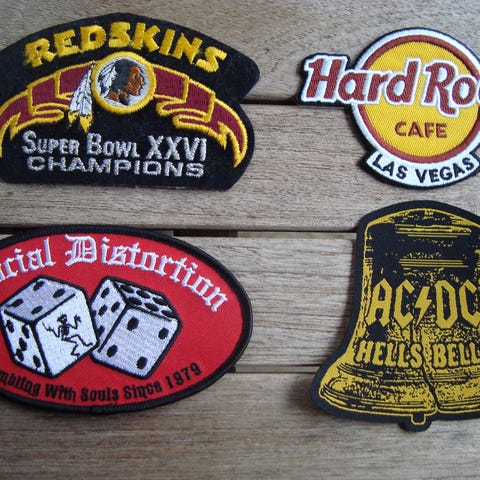 REDSKINS
SUPER BOWL XXVI
CHAMPIONS
Hard Ro
CAFE
LAS VEGAS
cial Distortion
mbling With Souls Since 1979
AC DC
HELLS BELL